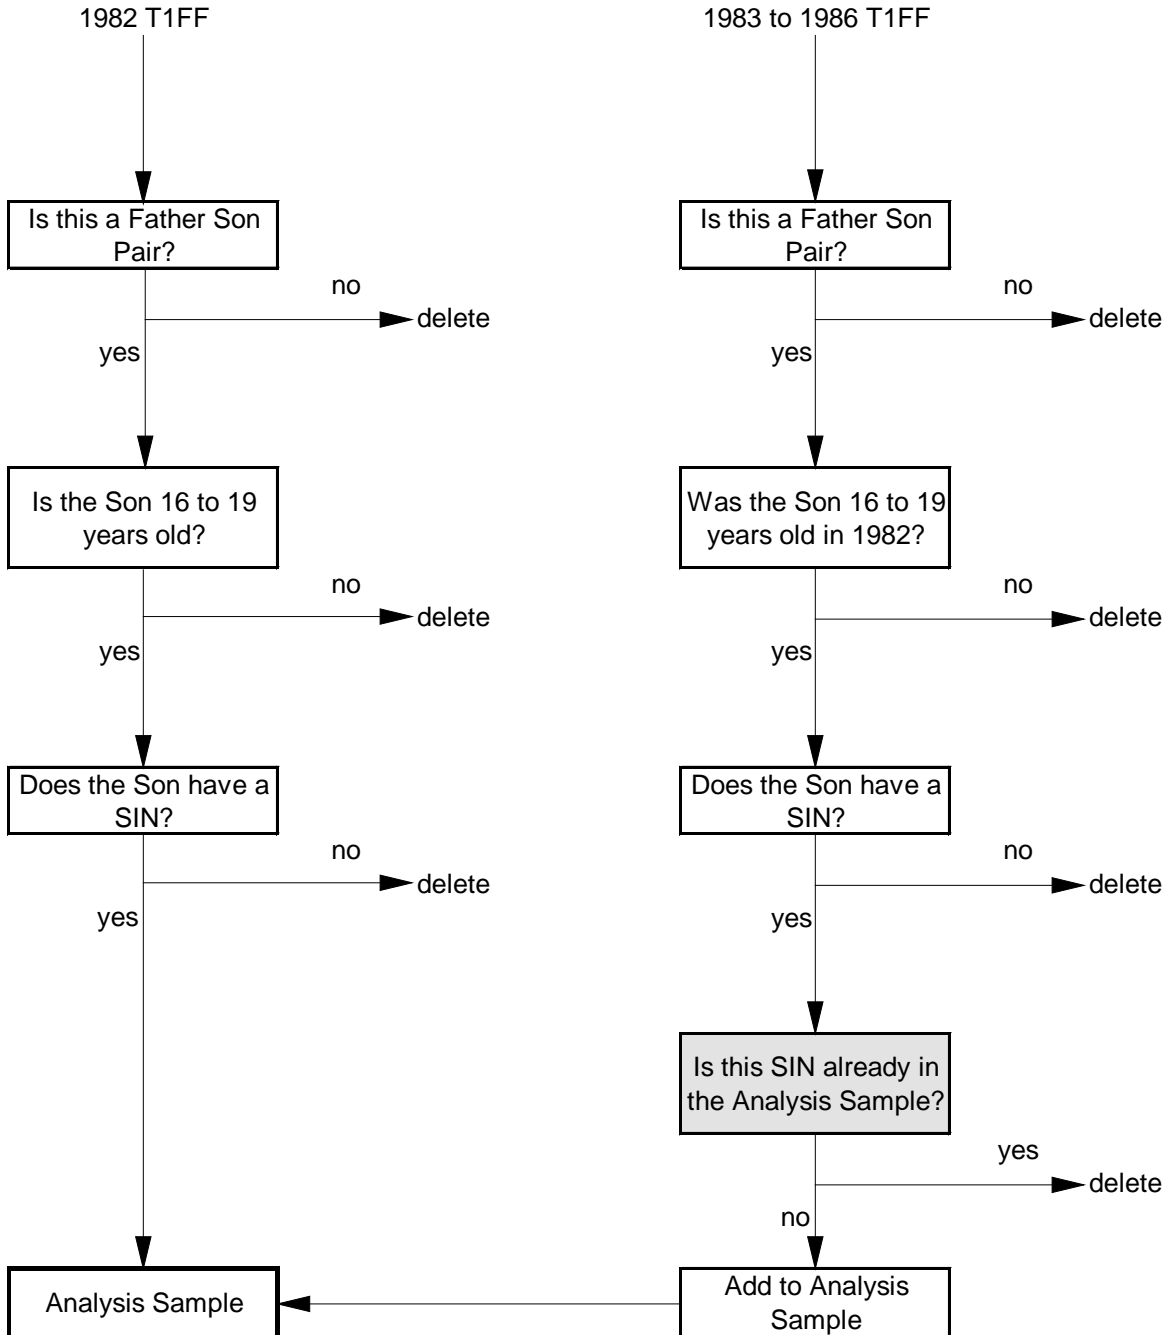 1982 T1FF
1983 to 1986 T1FF
Is this a Father Son
Pair?
no
delete
yes
Is the Son 16 to 19
years old?
no
delete
yes
Does the Son have a
SIN?
no
delete
yes
Analysis Sample
Is this a Father Son
Pair?
no
delete
yes
Was the Son 16 to 19
years old in 1982?
no
delete
yes
Does the Son have a
SIN?
no
delete
yes
Is this SIN already in
the Analysis Sample?
yes
delete
no
Add to Analysis
Sample